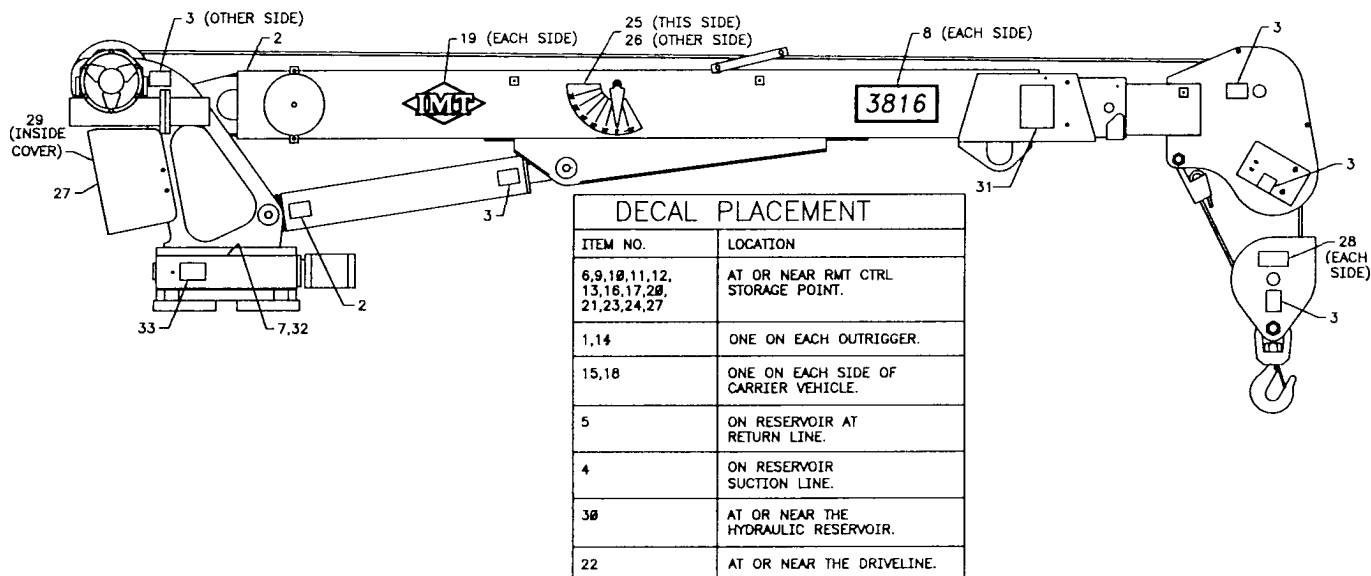 3 (OTHER SIDE)
2
19 (EACH SIDE)
25 (THIS SIDE)
26 (OTHER SIDE)
8 (EACH SIDE)
3
IMT
3816
29
(INSIDE
COVER)
27
31
3
3
2
33
7,32
28
(EACH
SIDE)
3
DECAL PLACEMENT
ITEM NO.
LOCATION
6,9,10,11,12,
13,16,17,20,
21,23,24,27
AT OR NEAR RMT CTRL
STORAGE POINT.
1,14
ONE ON EACH OUTRIGGER.
15,18
ONE ON EACH SIDE OF
CARRIER VEHICLE.
5
ON RESERVOIR AT
RETURN LINE.
4
ON RESERVOIR
SUCTION LINE.
30
AT OR NEAR THE
HYDRAULIC RESERVOIR.
22
AT OR NEAR THE DRIVELINE.